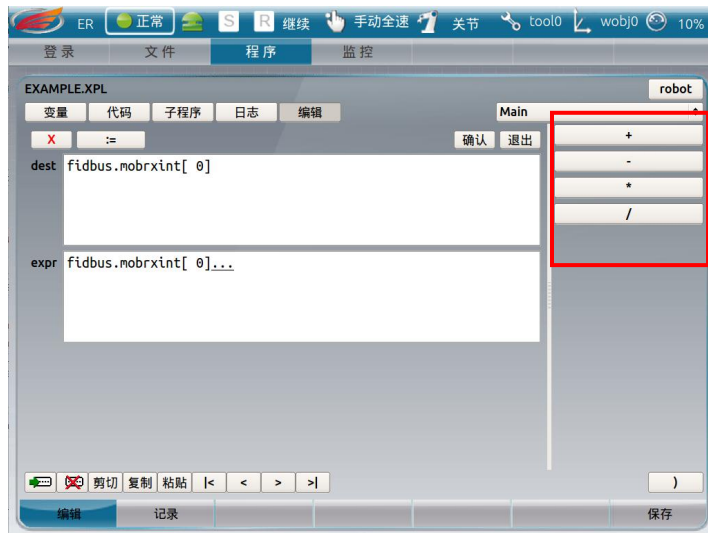 ER 正常 S R 继续 手动全速 关节 tool0 wobj0 10%
登录 文件 程序 监控
EXAMPLE.XPL robot
变量 代码 子程序 日志 编辑 Main
X := 确认 退出 +
-
dest fidbus.mobrxint[ 0]
*
/
expr fidbus.mobrxint[ 0]...
剪切 复制 粘贴 |< < > >| )
编辑 记录 保存